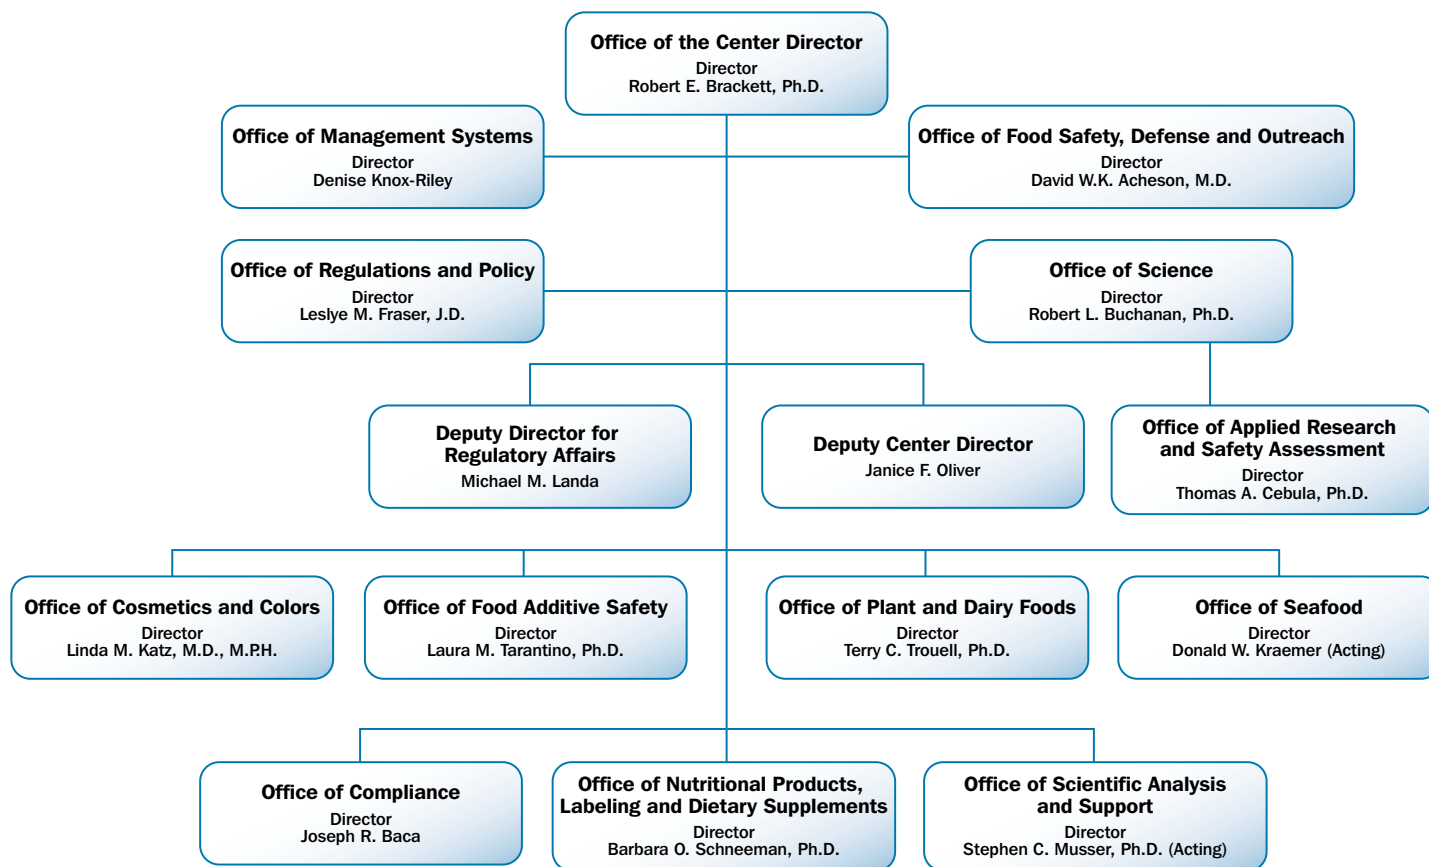 Office of the Center Director
Director
Robert E. Brackett, Ph.D.
Office of Management Systems
Director
Denise Knox-Riley
Office of Food Safety, Defense and Outreach
Director
David W.K. Acheson, M.D.
Office of Regulations and Policy
Director
Leslye M. Fraser, J.D.
Office of Science
Director
Robert L. Buchanan, Ph.D.
Deputy Director for
Regulatory Affairs
Michael M. Landa
Deputy Center Director
Janice F. Oliver
Office of Applied Research
and Safety Assessment
Director
Thomas A. Cebula, Ph.D.
Office of Cosmetics and Colors
Director
Linda M. Katz, M.D., M.P.H.
Office of Food Additive Safety
Director
Laura M. Tarantino, Ph.D.
Office of Plant and Dairy Foods
Director
Terry C. Trouell, Ph.D.
Office of Seafood
Director
Donald W. Kraemer (Acting)
Office of Compliance
Director
Joseph R. Baca
Office of Nutritional Products,
Labeling and Dietary Supplements
Director
Barbara O. Schneeman, Ph.D.
Office of Scientific Analysis
and Support
Director
Stephen C. Musser, Ph.D. (Acting)